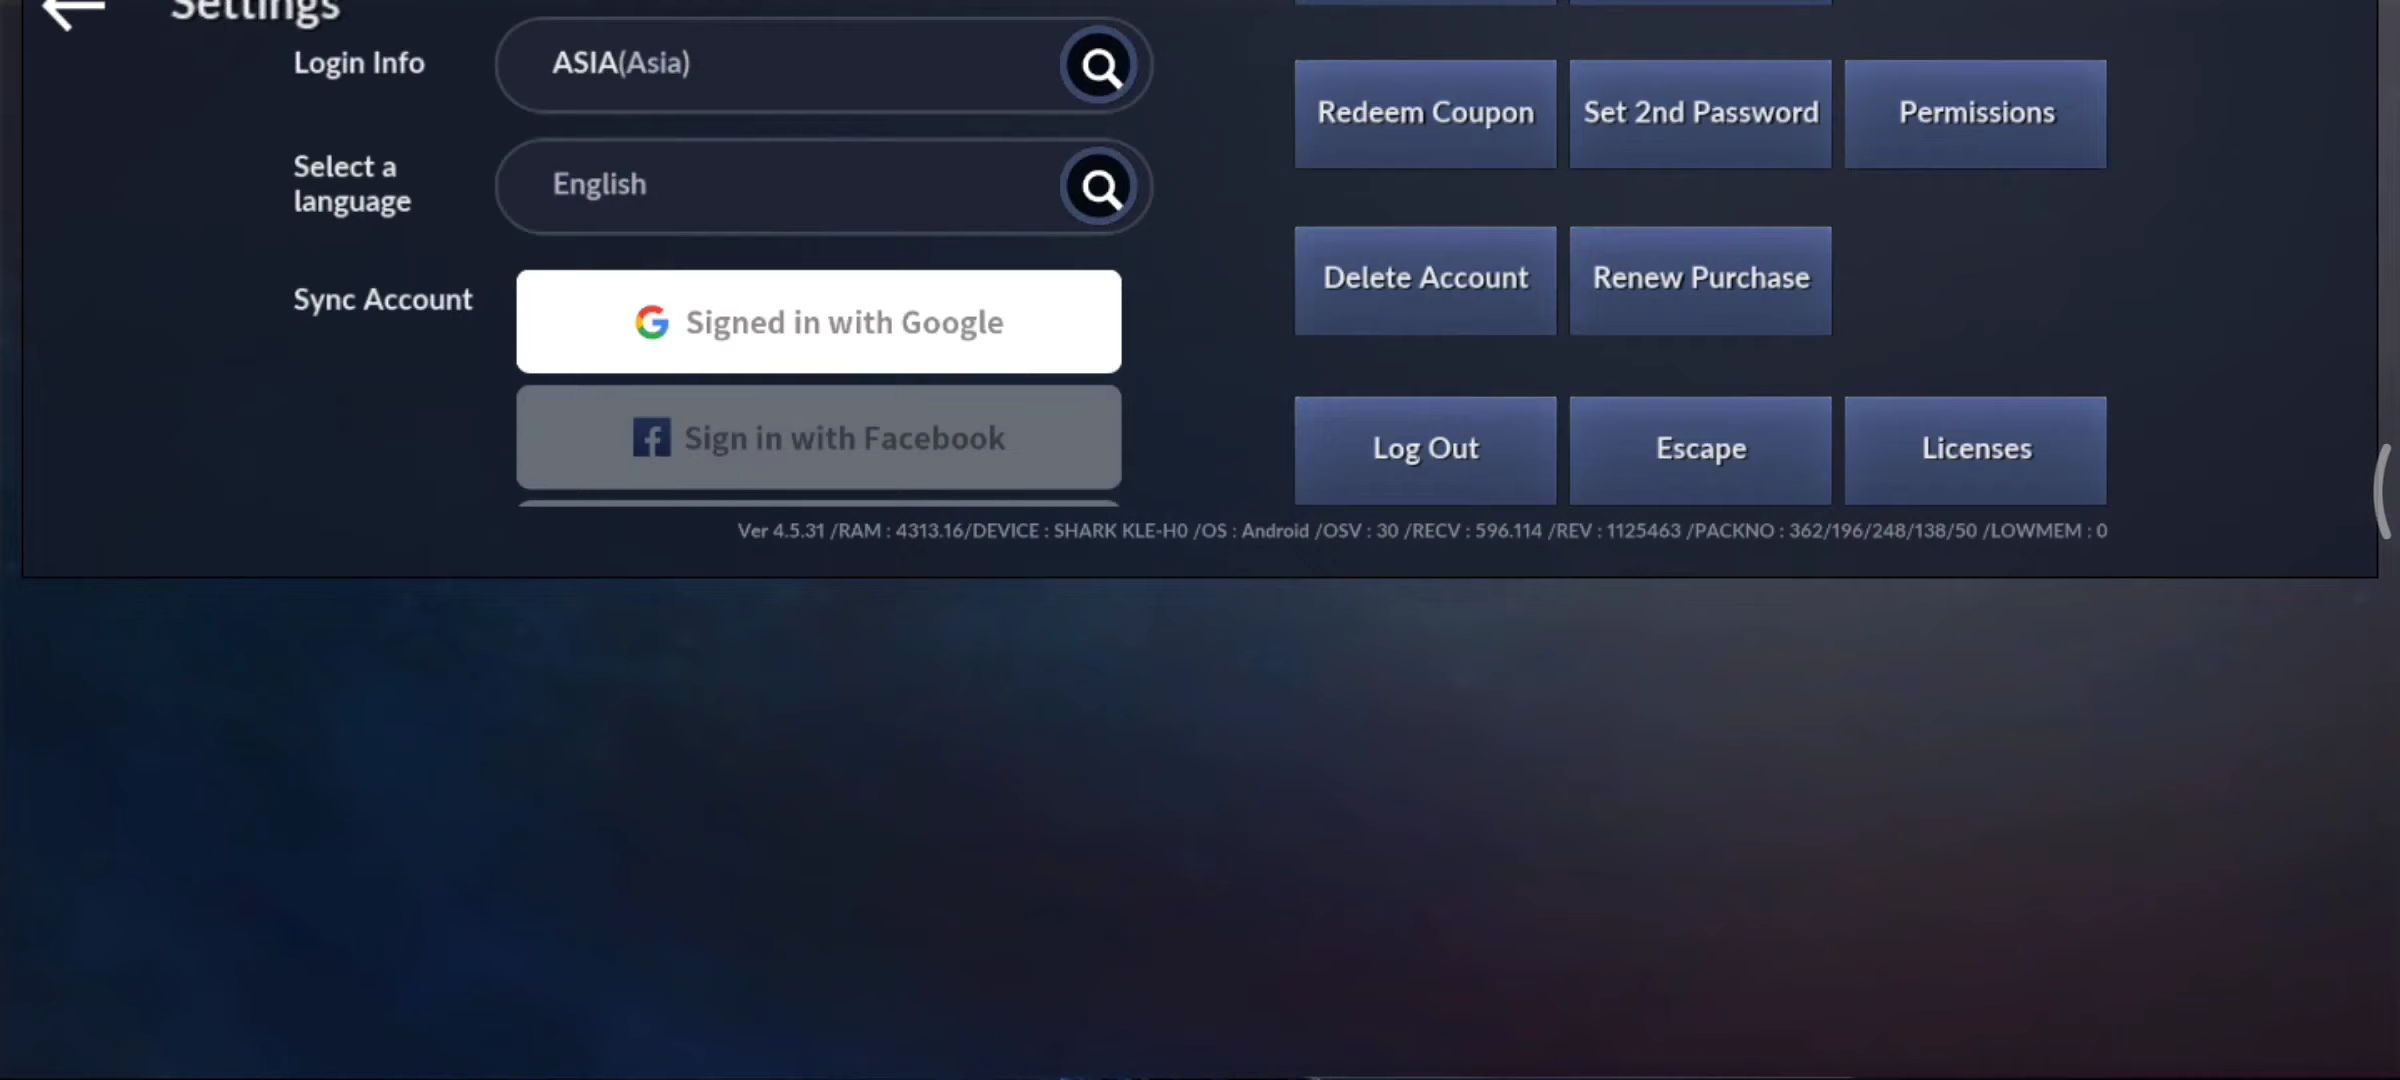 Settings
Login Info
ASIA(Asia)
Select a
language
English
Sync Account
Signed in with Google
Sign in with Facebook
Redeem Coupon
Set 2nd Password
Permissions
Delete Account
Renew Purchase
Log Out
Escape
Licenses
Ver 4.5.31 /RAM : 4313.16/DEVICE : SHARK KLE-H0 /OS : Android /OSV : 30 /RECV : 596.114 /REV : 1125463 /PACKNO : 362/196/248/138/50 /LOWMEM : 0